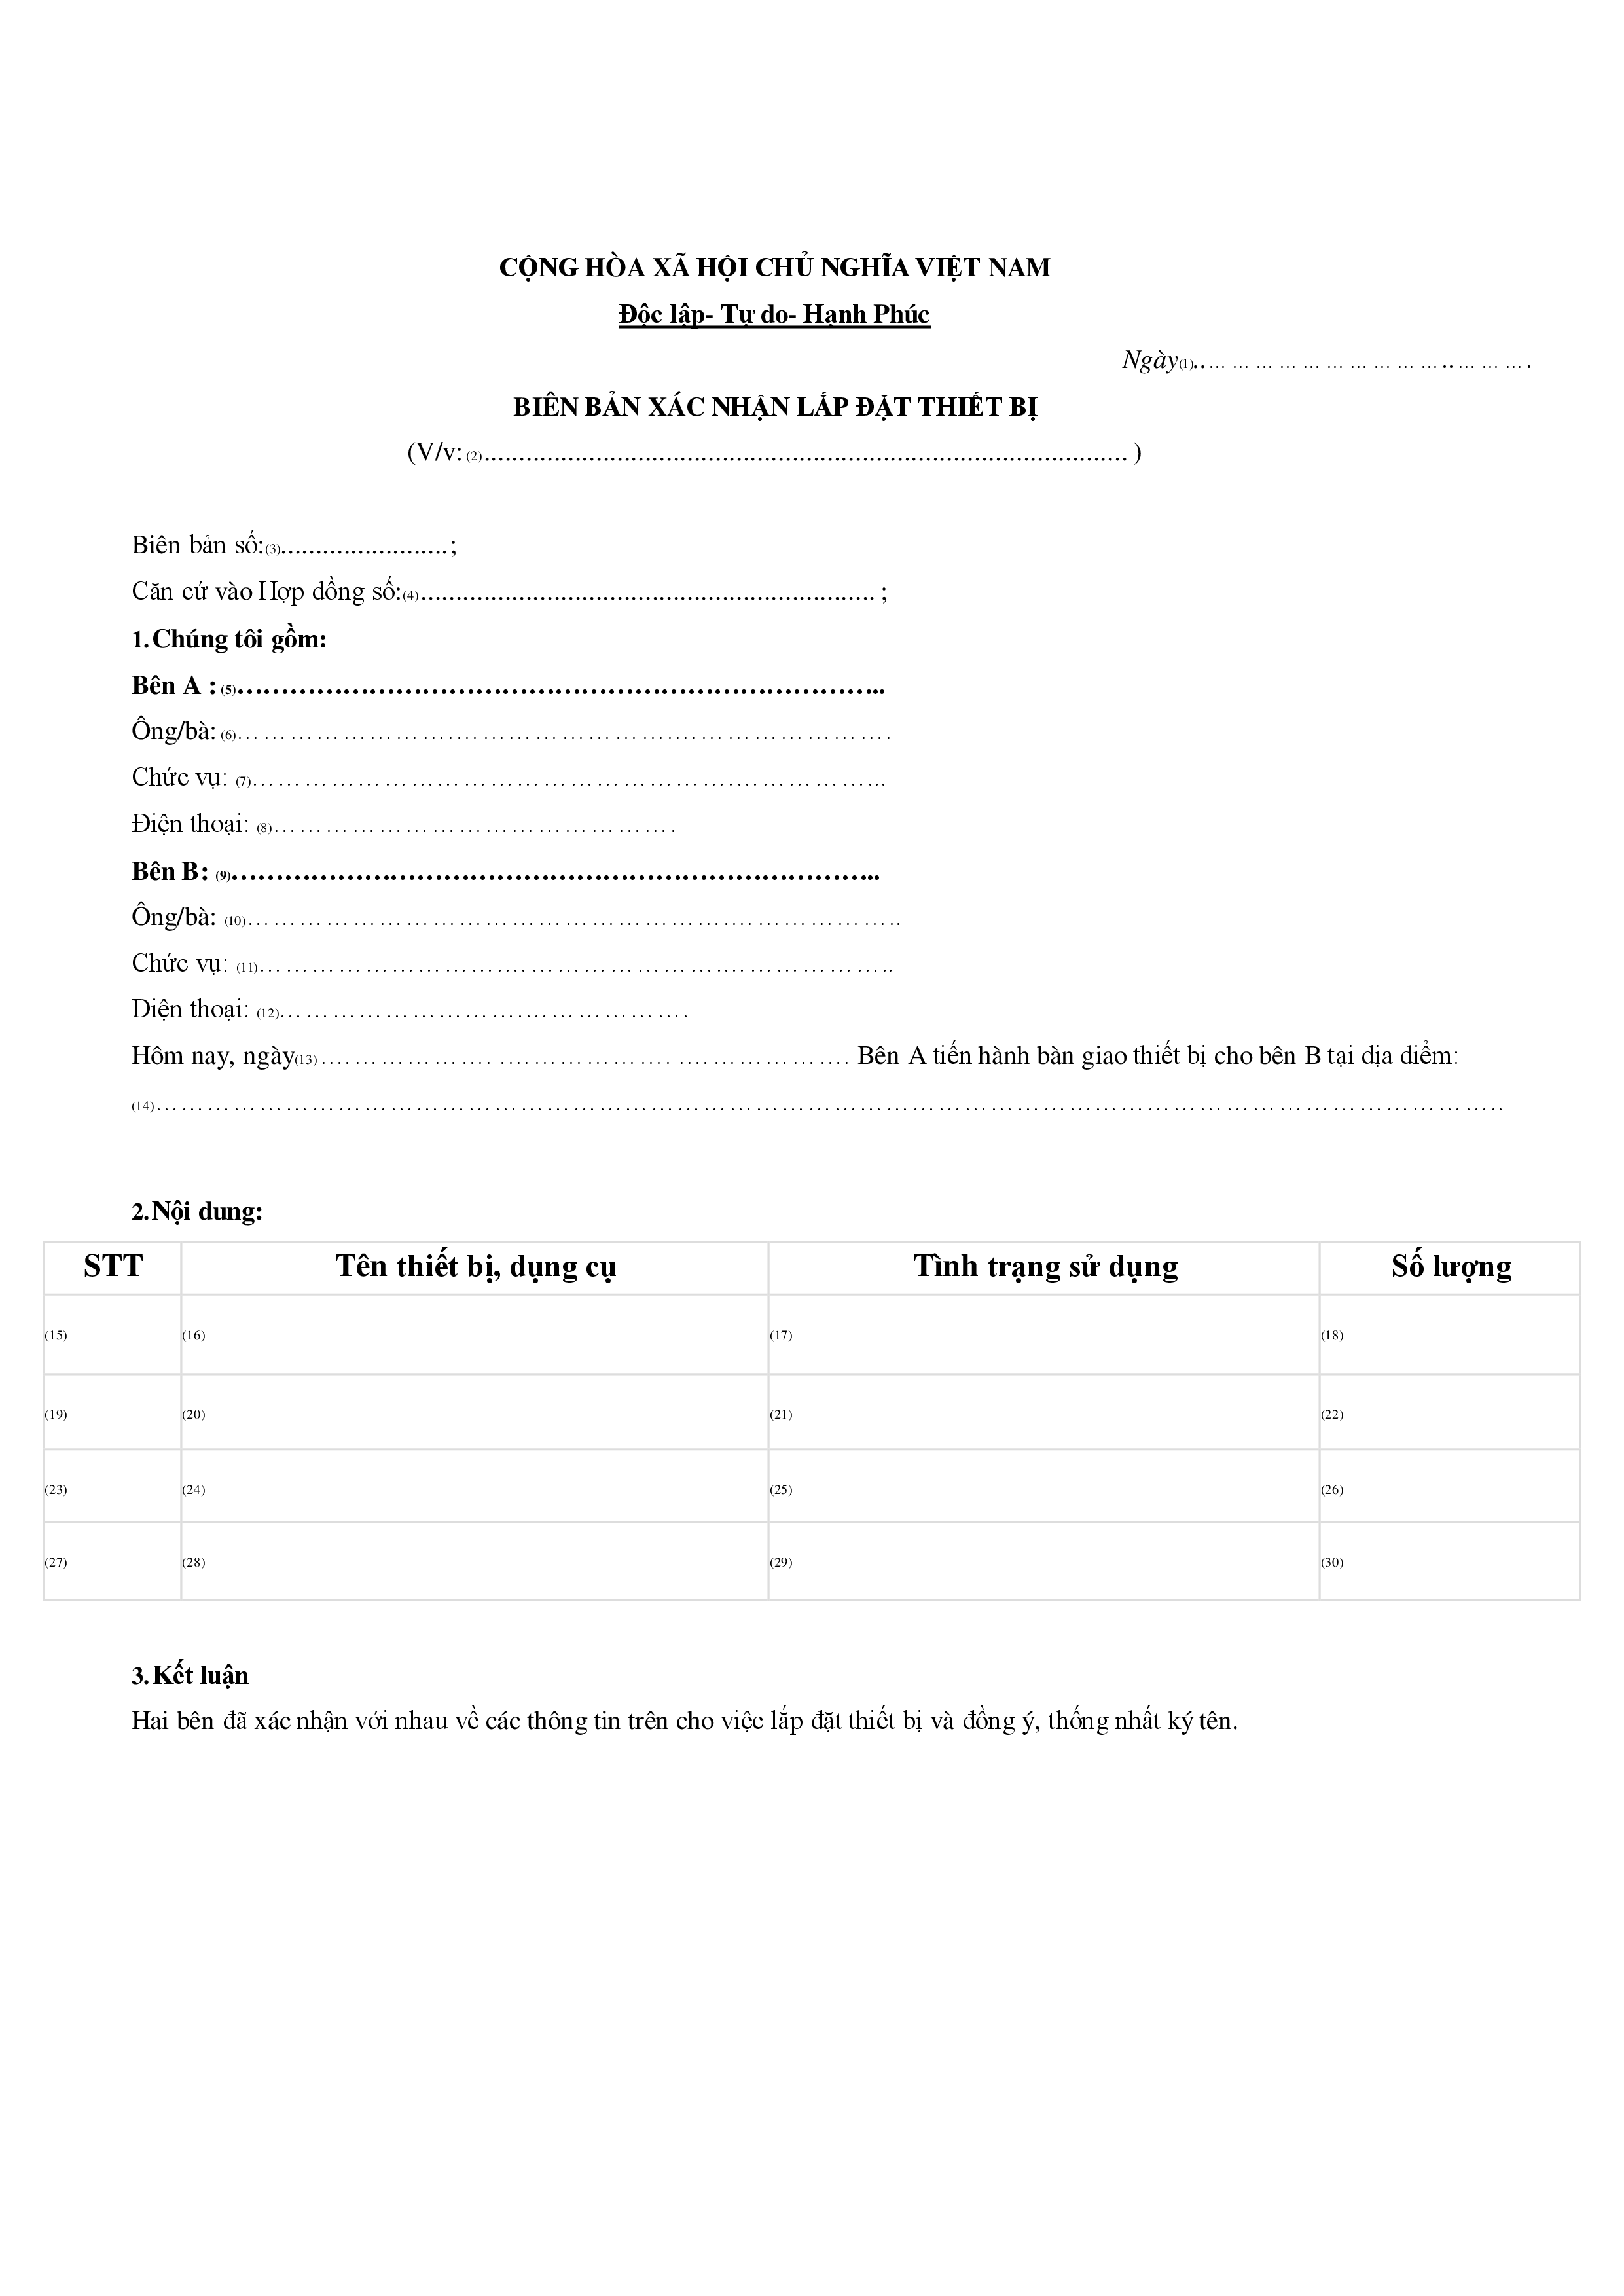 CỘNG HÒA XÃ HỘI CHỦ NGHĨA VIỆT NAM
Độc lập- Tự do- Hạnh Phúc
Ngày(1)..… … … … … … … … … …..… … ….
BIÊN BẢN XÁC NHẬN LẮP ĐẶT THIẾT BỊ
(V/v: (2)............................................................................................ )
Biên bản số:(3)........................;
Căn cứ vào Hợp đồng số:(4)................................................................. ;
1. Chúng tôi gồm:
Bên A : (5)……………………………………………………………...
Ông/bà: (6)… … … … … … … …… … … … … … … …… … … … … … … ….
Chức vụ: (7)… … … … … … … … … … … … … … … … … … …… … … … …...
Điện thoại: (8)… … … … … … … … … … … … … … … ….
Bên B: (9)……………………………………………………………...
Ông/bà: (10)… … … … … … … … … … … … … … … … … … …… … … … … …..
Chức vụ: (11)… … … … … … … … … …… … … … … … … …… … … … … …..
Điện thoại: (12)… … … … … … … … … …… … … … … ….
Hôm nay, ngày(13) …. … … … … …. …. … … … … …. …. … … … … …. Bên A tiến hành bàn giao thiết bị cho bên B tại địa điểm:
(14)… … … … … … … … … … … … … … … … … … … … … … … … … … … … … … … … … … … … … … … … … … … … … … … … … … …..
2. Nội dung:
STT Tên thiết bị, dụng cụ Tình trạng sử dụng Số lượng
(15) (16) (17) (18)
(19) (20) (21) (22)
(23) (24) (25) (26)
(27) (28) (29) (30)
3. Kết luận
Hai bên đã xác nhận với nhau về các thông tin trên cho việc lắp đặt thiết bị và đồng ý, thống nhất ký tên.